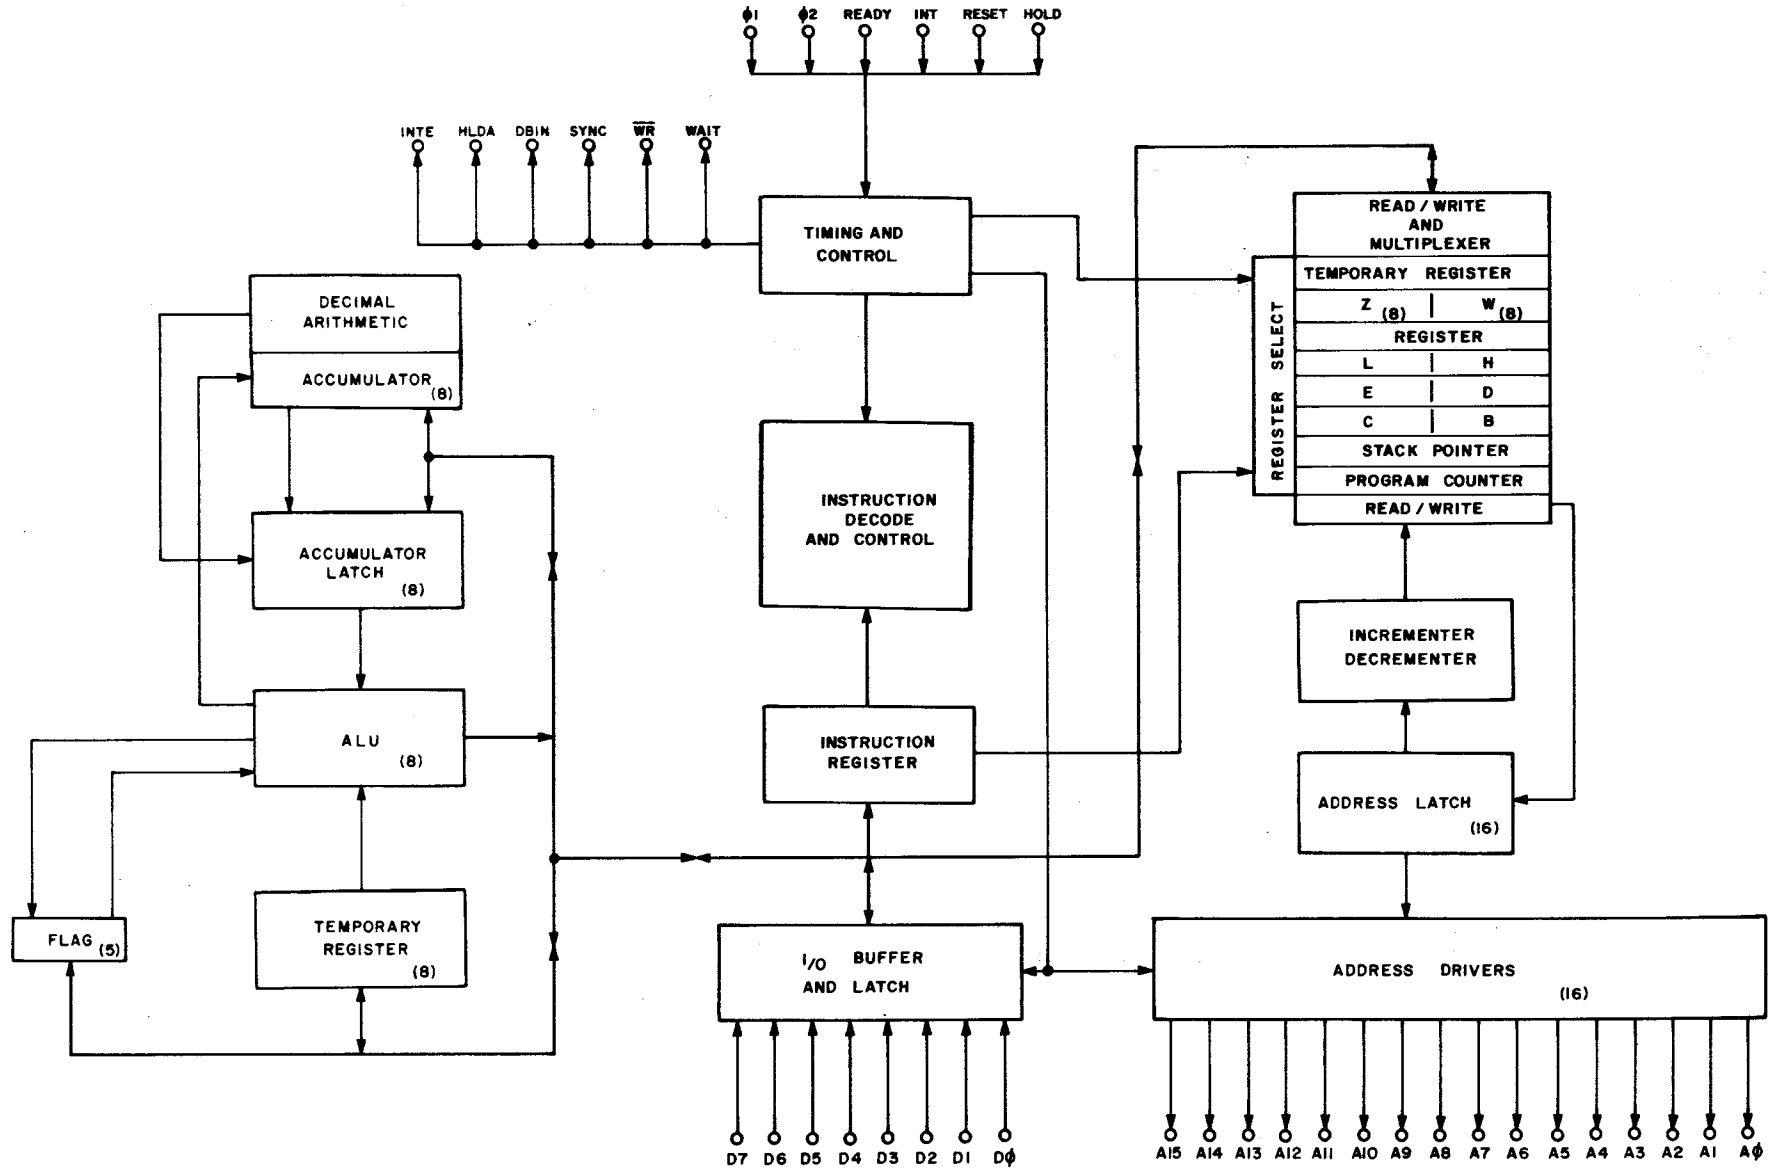 ϕ1 ϕ2 READY INT RESET HOLD
INTE HLDA DBIN SYNC WR WAIT
TIMING AND
CONTROL
READ / WRITE
AND
MULTIPLEXER
TEMPORARY REGISTER
Z (8) W (8)
REGISTER
L H
E D
C B
STACK POINTER
PROGRAM COUNTER
READ / WRITE
REGISTER SELECT
DECIMAL
ARITHMETIC
ACCUMULATOR (8)
ACCUMULATOR
LATCH
(8)
INSTRUCTION
DECODE
AND CONTROL
INCREMENTER
DECREMENTER
ALU
(8)
INSTRUCTION
REGISTER
ADDRESS LATCH
(16)
FLAG (5)
TEMPORARY
REGISTER
(8)
I/O BUFFER
AND LATCH
ADDRESS DRIVERS
(16)
D7 D6 D5 D4 D3 D2 D1 Dϕ
A15 A14 A13 A12 A11 A10 A9 A8 A7 A6 A5 A4 A3 A2 A1 Aϕ